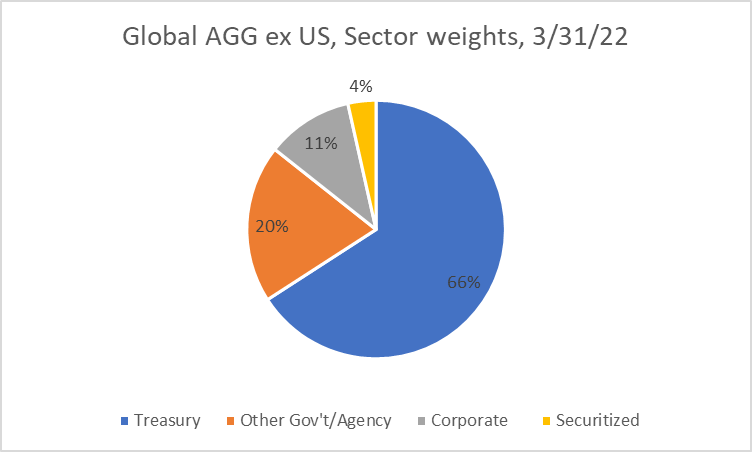 Global AGG ex US, Sector weights, 3/31/22
4%
11%
20%
66%
Treasury Other Gov't/Agency Corporate Securitized